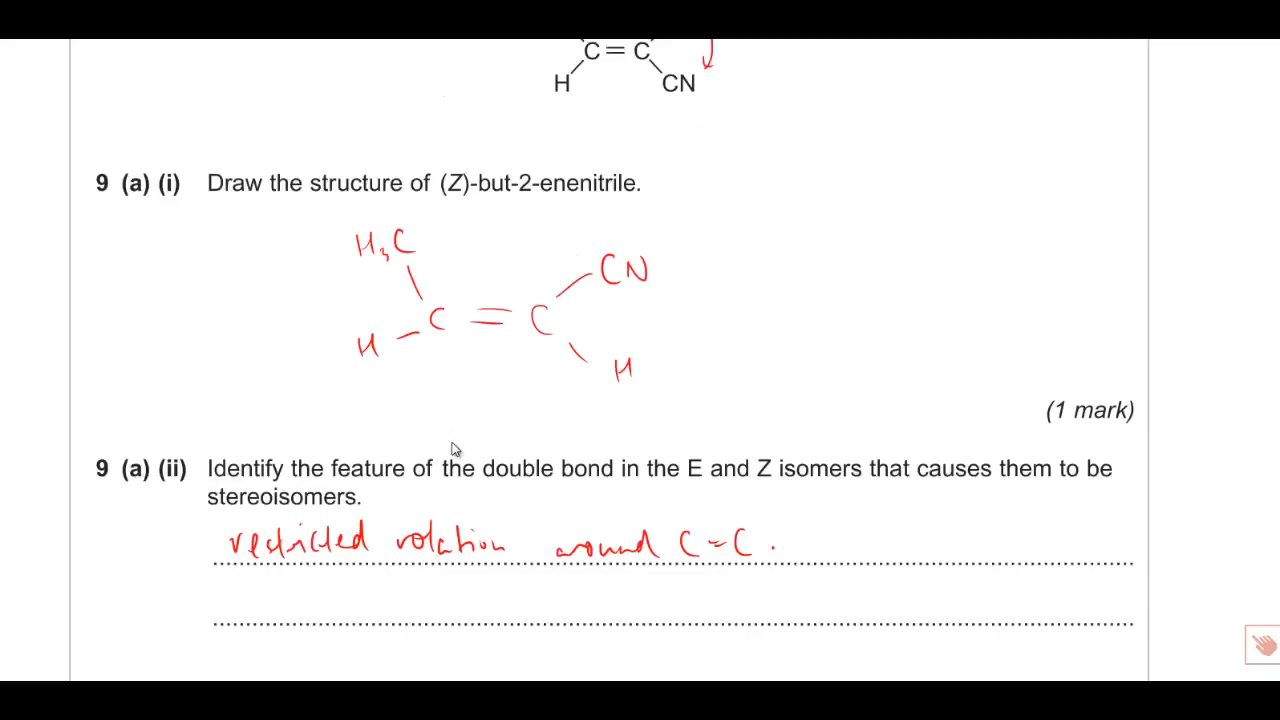 C = C
H CN
9 (a) (i) Draw the structure of (Z)-but-2-enenitrile.
H₃C
CN
C = C
H
H
(1 mark)
9 (a) (ii) Identify the feature of the double bond in the E and Z isomers that causes them to be
stereoisomers.
restricted rotation around C=C.